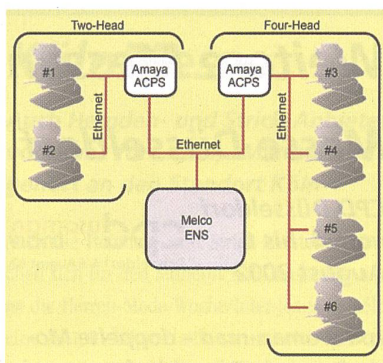 Two-Head
Four-Head
#1
Amaya
ACPS
Amaya
ACPS
#3
Ethernet
Ethernet
#2
Ethernet
#4
Melco
ENS
#5
#6